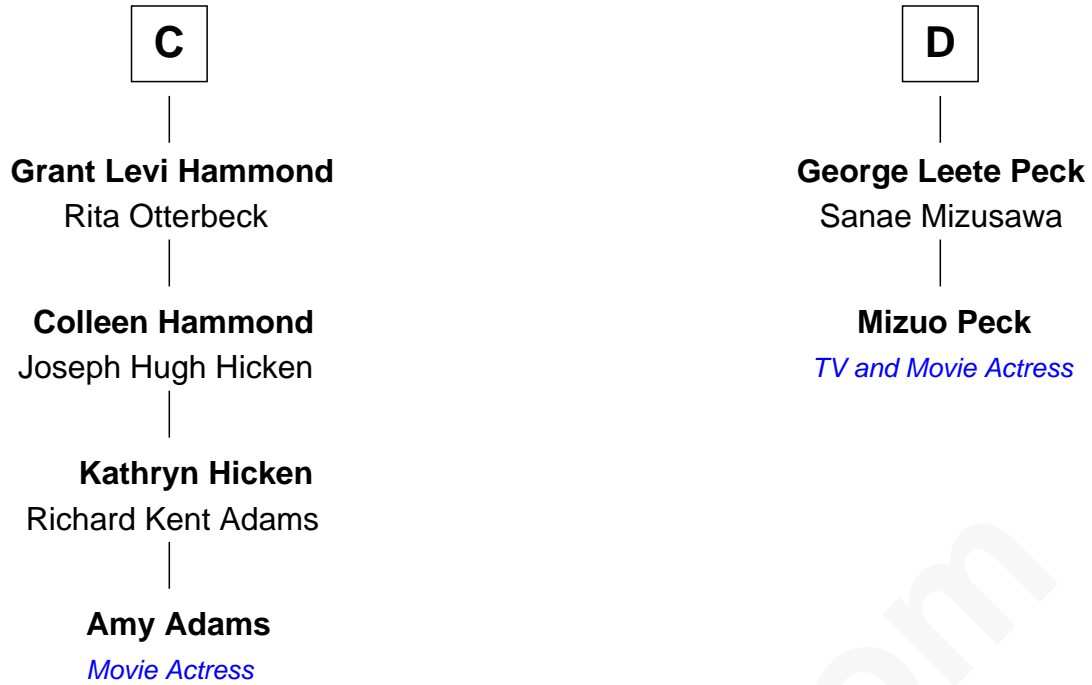 C
Grant Levi Hammond
Rita Otterbeck
Colleen Hammond
Joseph Hugh Hicken
Kathryn Hicken
Richard Kent Adams
Amy Adams
Movie Actress
D
George Leete Peck
Sanae Mizusawa
Mizuo Peck
TV and Movie Actress
om